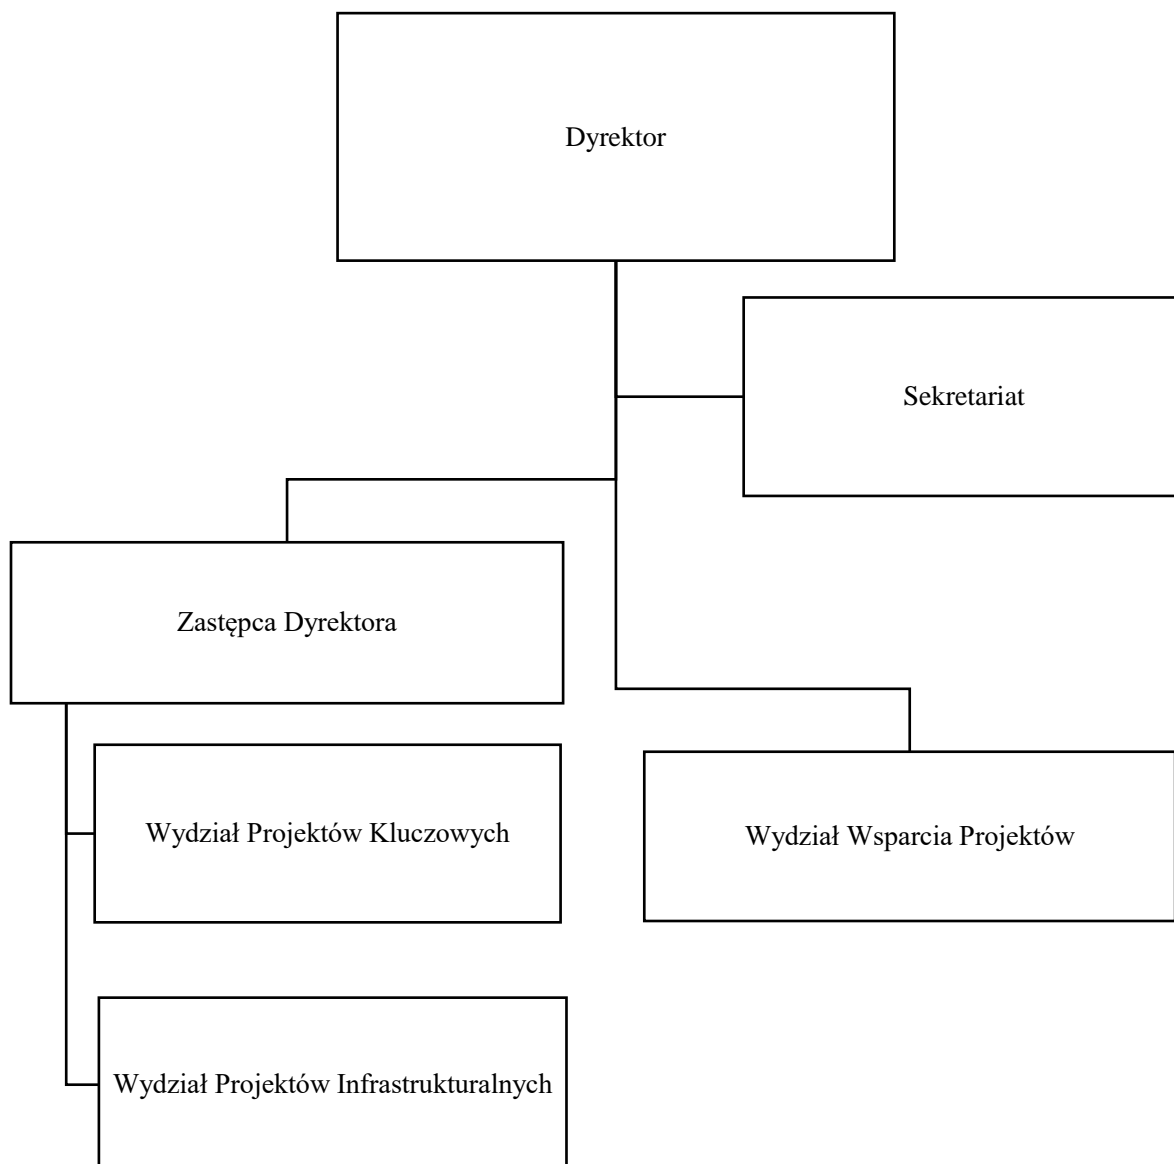 Dyrektor
Sekretariat
Zastępca Dyrektora
Wydział Projektów Kluczowych
Wydział Wsparcia Projektów
Wydział Projektów Infrastrukturalnych